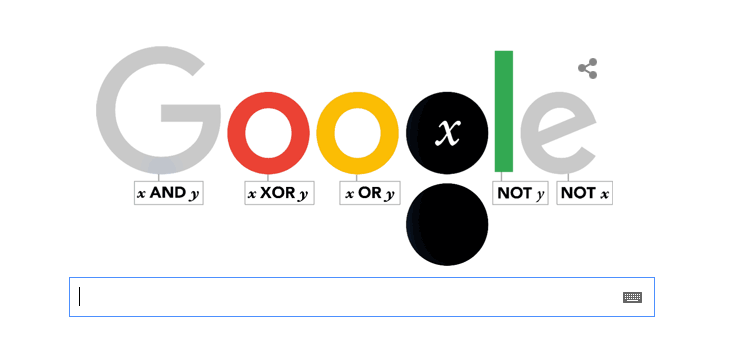 Google
x
x AND y
x XOR y
x OR y
NOT y
NOT x